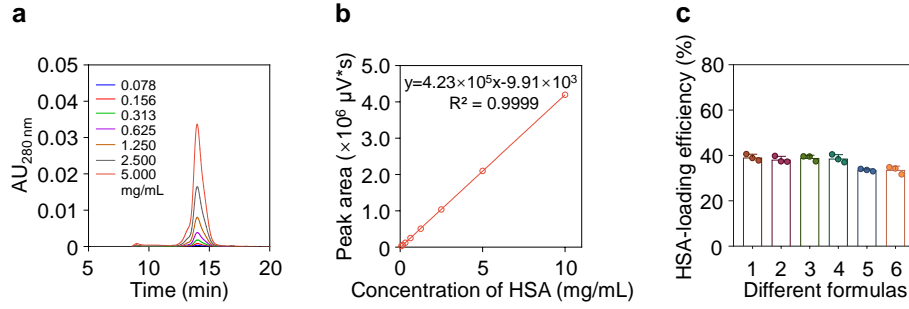 a
0.05
0.04
0.03
0.02
0.01
0
AU280 nm
0.078
0.156
0.313
0.625
1.250
2.500
5.000
mg/mL
5 10 15 20
Time (min)
b
5.0
4.0
3.0
2.0
1.0
0
Peak area (×10⁶ μV*s)
y=4.23×10⁵x-9.91×10³
R² = 0.9999
0 5 10
Concentration of HSA (mg/mL)
c
80
60
40
20
0
HSA-loading efficiency (%)
1 2 3 4 5 6
Different formulas